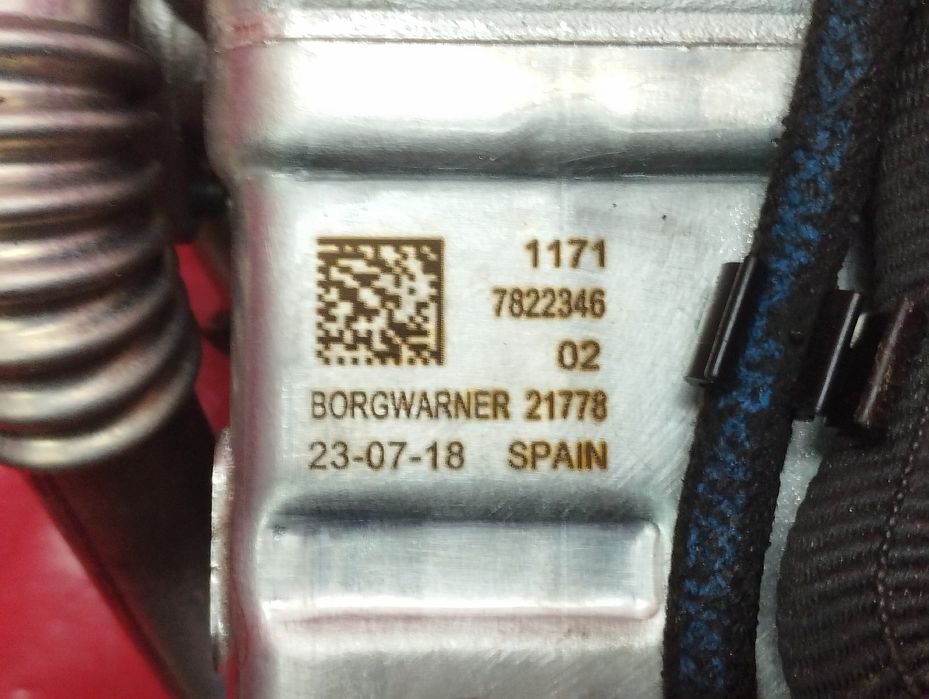 1171
7822346
02
BORGWARNER 21778
23-07-18 SPAIN